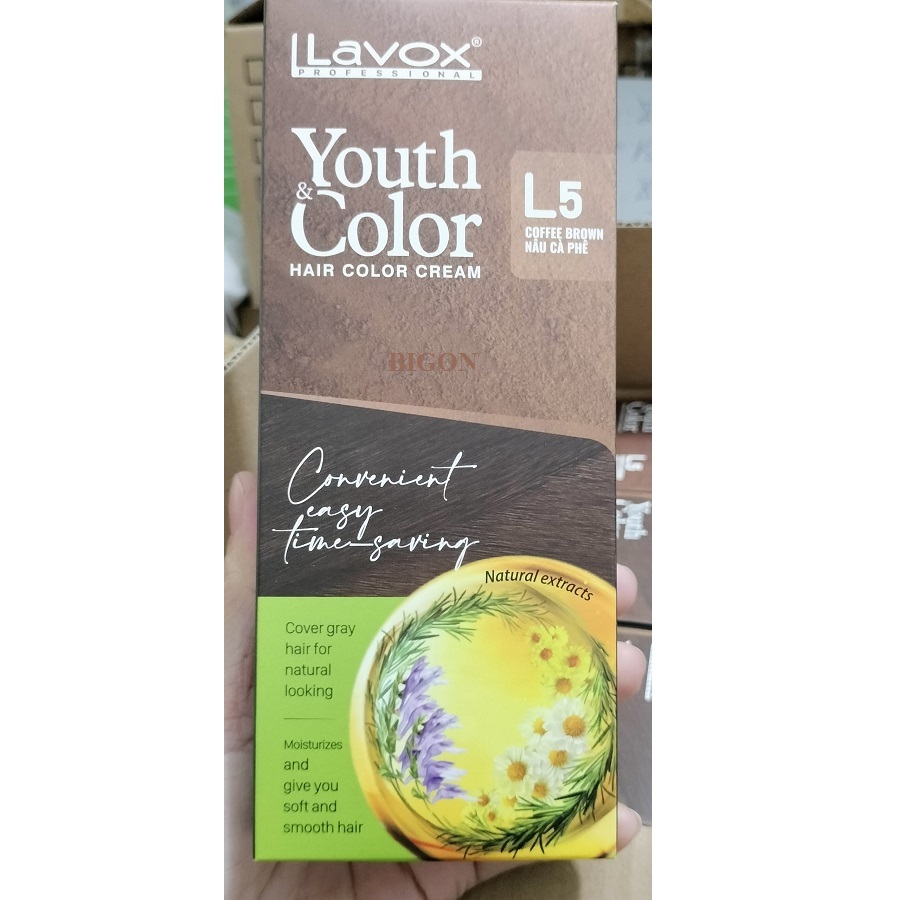 Lavox®
PROFESSIONAL
Youth
& Color
HAIR COLOR CREAM
L5
COFFEE BROWN
NÂU CÀ PHÊ
BIGON
Convenient
easy
time-saving
Natural extracts
Cover gray
hair for
natural
looking
Moisturizes
and
give you
soft and
smooth hair